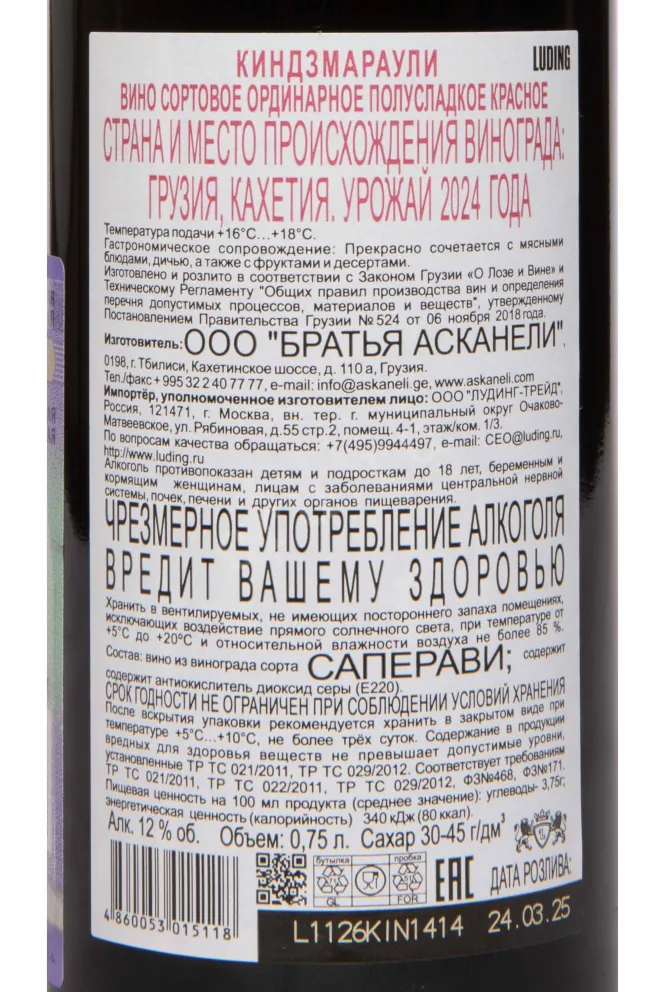 LUDING
КИНДЗМАРАУЛИ
ВИНО СОРТОВОЕ ОРДИНАРНОЕ ПОЛУСЛАДКОЕ КРАСНОЕ
СТРАНА И МЕСТО ПРОИСХОЖДЕНИЯ ВИНОГРАДА:
ГРУЗИЯ, КАХЕТИЯ. УРОЖАЙ 2024 ГОДА
Температура подачи +16°С...+18°С.
Гастрономическое сопровождение: Прекрасно сочетается с мясными
блюдами, дичью, а также с фруктами и десертами.
Изготовлено и розлито в соответствии с Законом Грузии «О Лозе и Вине» и
Техническому Регламенту "Общих правил производства вин и определения
перечня допустимых процессов, материалов и веществ", утвержденному
Постановлением Правительства Грузии №524 от 06 ноября 2018года.
Изготовитель: ООО "БРАТЬЯ АСКАНЕЛИ",
0198, г. Тбилиси, Кахетинское шоссе, д. 110 а, Грузия.
Тел./факс +995 32 2 40 77 77, e-mail: info@askaneli.ge, www.askaneli.com
Импортёр, уполномоченное изготовителем лицо: ООО "ЛУДИНГ-ТРЕЙД",
Россия, 121471, г. Москва, вн. тер. г. муниципальный округ Очаково-
Матвеевское, ул. Рябиновая, д.55 стр.2, помещ. 4-1, этаж/ком. 1/3.
По вопросам качества обращаться: +7(495)9944497, e-mail: CEO@luding.ru,
http://www.luding.ru
Алкоголь противопоказан детям и подросткам до 18 лет, беременным и
кормящим женщинам, лицам с заболеваниями центральной нервной
системы, почек, печени и других органов пищеварения.
ЧРЕЗМЕРНОЕ УПОТРЕБЛЕНИЕ АЛКОГОЛЯ
ВРЕДИТ ВАШЕМУ ЗДОРОВЬЮ
Хранить в вентилируемых, не имеющих постороннего запаха помещениях,
исключающих воздействие прямого солнечного света, при температуре от
+5°С до +20°С и относительной влажности воздуха не более 85 %.
Состав: вино из винограда сорта САПЕРАВИ; содержит
содержит антиокислитель диоксид серы (Е220).
СРОК ГОДНОСТИ НЕ ОГРАНИЧЕН ПРИ СОБЛЮДЕНИИ УСЛОВИЙ ХРАНЕНИЯ
После вскрытия упаковки рекомендуется хранить в закрытом виде при
температуре +5°С...+10°С, не более трёх суток. Содержание в продукции
вредных для здоровья веществ не превышает допустимые уровни,
установленные ТР ТС 021/2011, ТР ТС 029/2012. Соответствует требованиям
ТР ТС 021/2011, ТР ТС 022/2011, ТР ТС 029/2012, ФЗ№468, ФЗ№171.
Пищевая ценность на 100 мл продукта (среднее значение): углеводы- 3,75г;
энергетическая ценность (калорийность) 340 кДж (80 ккал).
Алк. 12 % об. Объем: 0,75 л. Сахар 30-45 г/дм³
бутылка
GL
пробка
FOR
ЕАС
ДАТА РОЗЛИВА:
4 860053 015118
L1126KIN1414 24.03.25